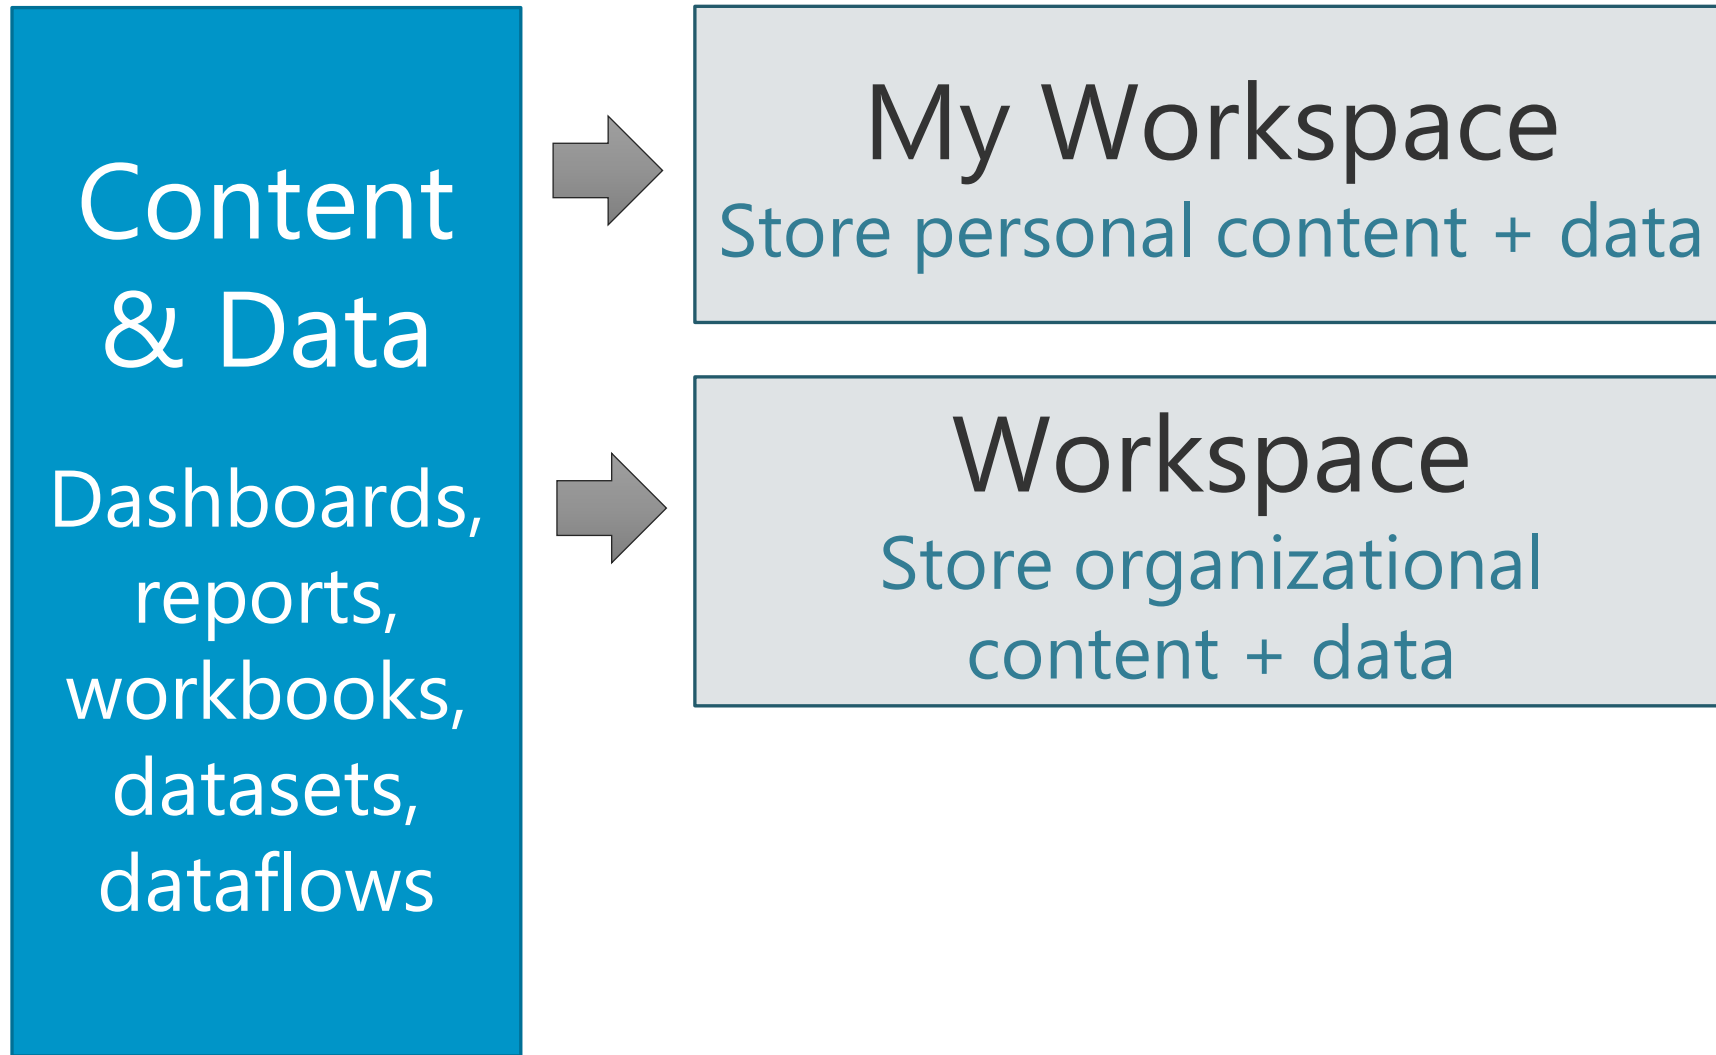 Content
& Data
Dashboards,
reports,
workbooks,
datasets,
dataflows
My Workspace
Store personal content + data
Workspace
Store organizational
content + data